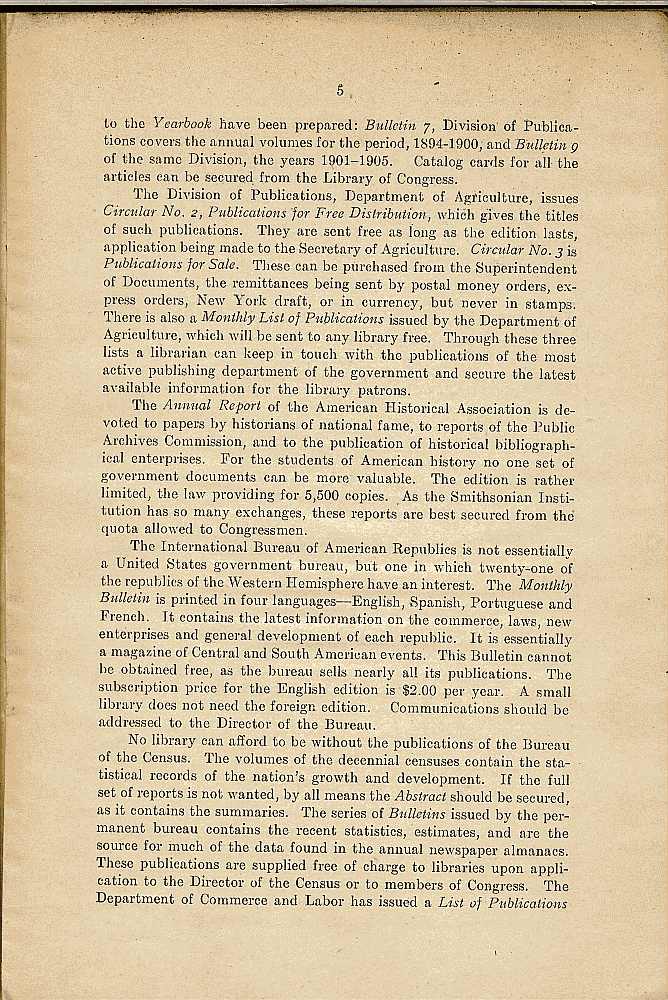 5
to the Yearbook have been prepared: Bulletin 7, Division of Publica-
tions covers the annual volumes for the period, 1894-1900, and Bulletin 9
of the same Division, the years 1901-1905. Catalog cards for all the
articles can be secured from the Library of Congress.
The Division of Publications, Department of Agriculture, issues
Circular No. 2, Publications for Free Distribution, which gives the titles
of such publications. They are sent free as long as the edition lasts,
application being made to the Secretary of Agriculture. Circular No. 3 is
Publications for Sale. These can be purchased from the Superintendent
of Documents, the remittances being sent by postal money orders, ex-
press orders, New York draft, or in currency, but never in stamps.
There is also a Monthly List of Publications issued by the Department of
Agriculture, which will be sent to any library free. Through these three
lists a librarian can keep in touch with the publications of the most
active publishing department of the government and secure the latest
available information for the library patrons.
The Annual Report of the American Historical Association is de-
voted to papers by historians of national fame, to reports of the Public
Archives Commission, and to the publication of historical bibliograph-
ical enterprises. For the students of American history no one set of
government documents can be more valuable. The edition is rather
limited, the law providing for 5,500 copies. As the Smithsonian Insti-
tution has so many exchanges, these reports are best secured from the
quota allowed to Congressmen.
The International Bureau of American Republics is not essentially
a United States government bureau, but one in which twenty-one of
the republics of the Western Hemisphere have an interest. The Monthly
Bulletin is printed in four languages—English, Spanish, Portuguese and
French. It contains the latest information on the commerce, laws, new
enterprises and general development of each republic. It is essentially
a magazine of Central and South American events. This Bulletin cannot
be obtained free, as the bureau sells nearly all its publications. The
subscription price for the English edition is $2.00 per year. A small
library does not need the foreign edition. Communications should be
addressed to the Director of the Bureau.
No library can afford to be without the publications of the Bureau
of the Census. The volumes of the decennial censuses contain the sta-
tistical records of the nation's growth and development. If the full
set of reports is not wanted, by all means the Abstract should be secured,
as it contains the summaries. The series of Bulletins issued by the per-
manent bureau contains the recent statistics, estimates, and are the
source for much of the data found in the annual newspaper almanacs.
These publications are supplied free of charge to libraries upon appli-
cation to the Director of the Census or to members of Congress. The
Department of Commerce and Labor has issued a List of Publications